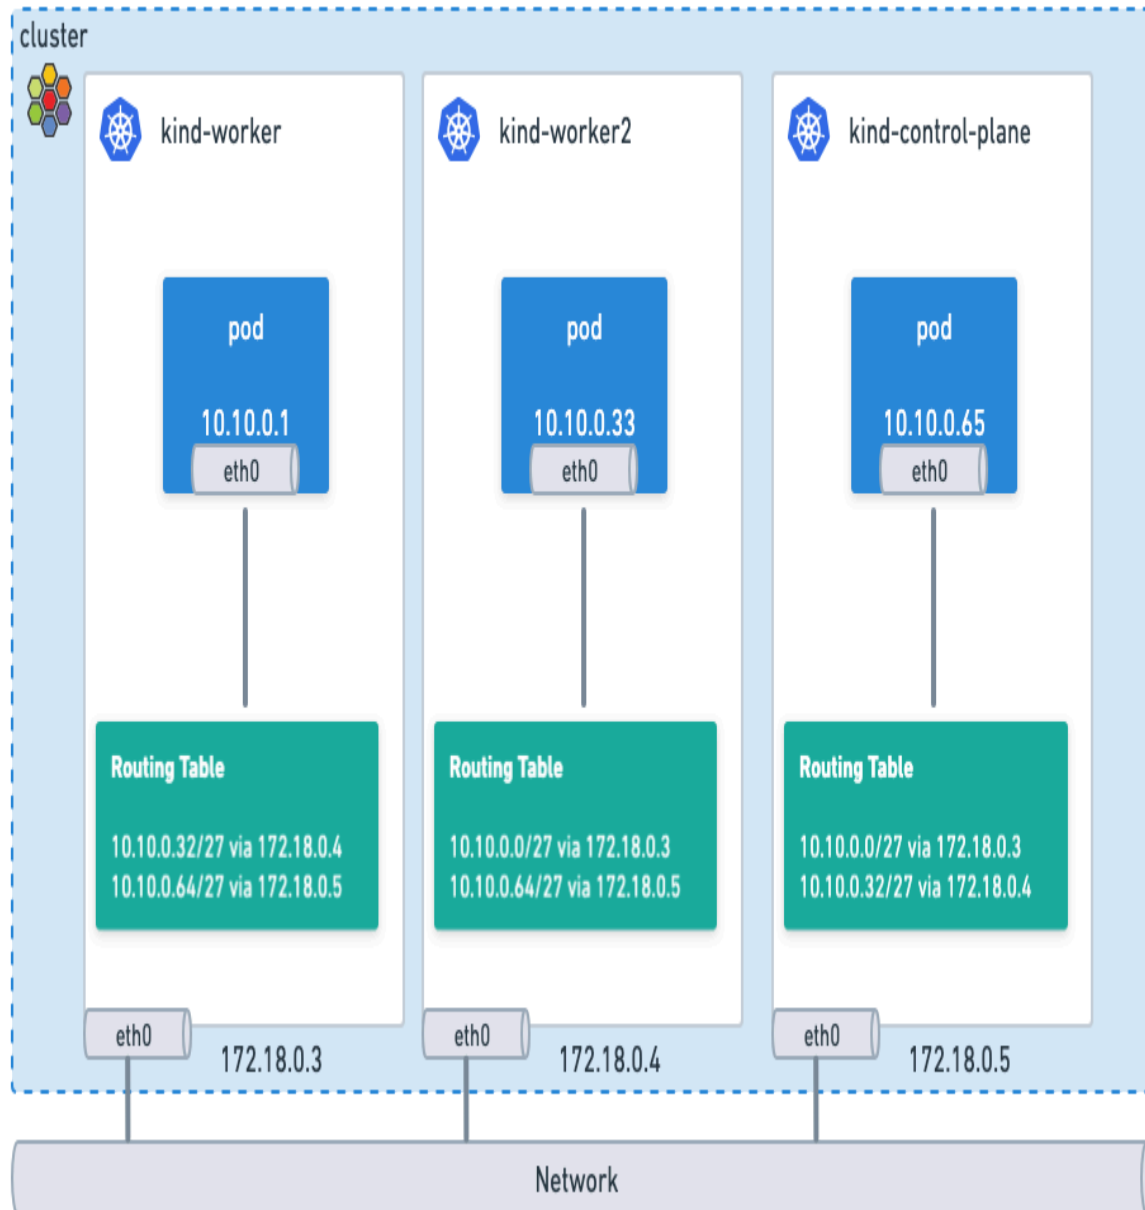 cluster
kind-worker
pod
10.10.0.1
eth0
Routing Table
10.10.0.32/27 via 172.18.0.4
10.10.0.64/27 via 172.18.0.5
eth0
172.18.0.3
kind-worker2
pod
10.10.0.33
eth0
Routing Table
10.10.0.0/27 via 172.18.0.3
10.10.0.64/27 via 172.18.0.5
eth0
172.18.0.4
kind-control-plane
pod
10.10.0.65
eth0
Routing Table
10.10.0.0/27 via 172.18.0.3
10.10.0.32/27 via 172.18.0.4
eth0
172.18.0.5
Network